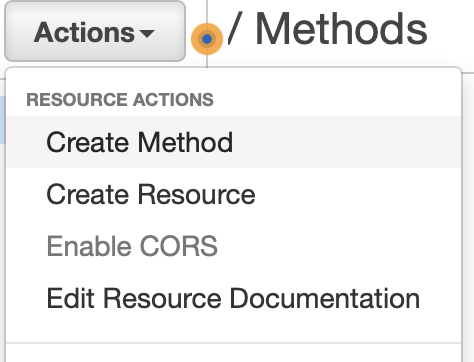 Actions / Methods
RESOURCE ACTIONS
Create Method
Create Resource
Enable CORS
Edit Resource Documentation